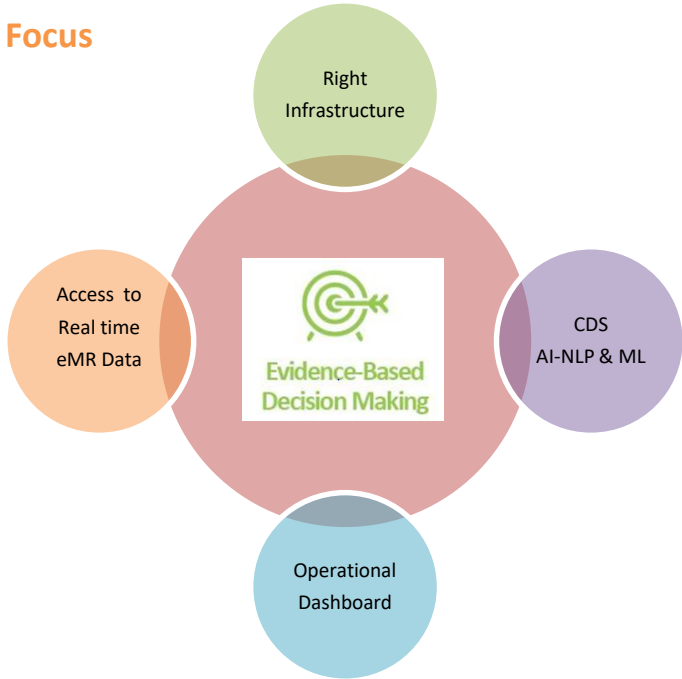 Focus
Right
Infrastructure
Access to
Real time
eMR Data
Evidence-Based
Decision Making
CDS
AI-NLP & ML
Operational
Dashboard